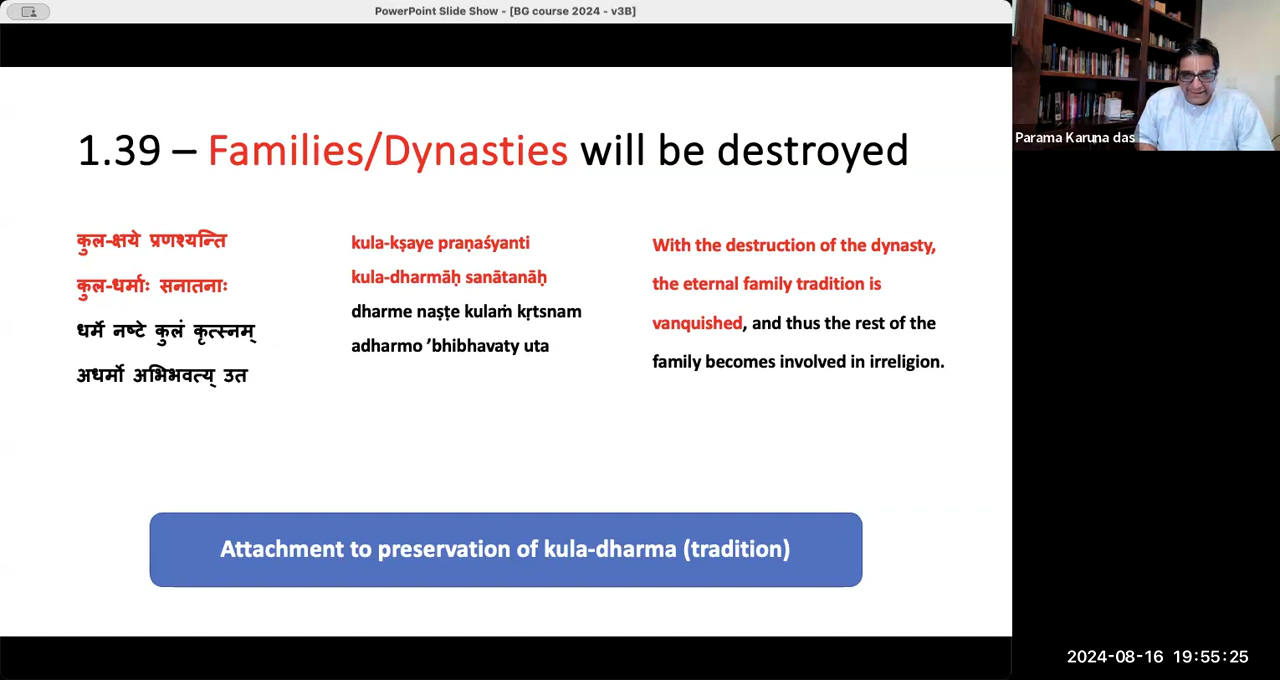 PowerPoint Slide Show - [BG course 2024 - v3B]
Parama Karuna das
1.39 – Families/Dynasties will be destroyed
कुल-क्षये प्रणश्यन्ति
कुल-धर्माः सनातनाः
धर्मे नष्टे कुलं कृत्स्नम्
अधर्मो अभिभवत्य् उत
kula-kṣaye praṇaśyanti
kula-dharmāḥ sanātanāḥ
dharme naṣṭe kulaṁ kṛtsnam
adharmo ’bhibhavaty uta
With the destruction of the dynasty,
the eternal family tradition is
vanquished, and thus the rest of the
family becomes involved in irreligion.
Attachment to preservation of kula-dharma (tradition)
2024-08-16 19:55:25